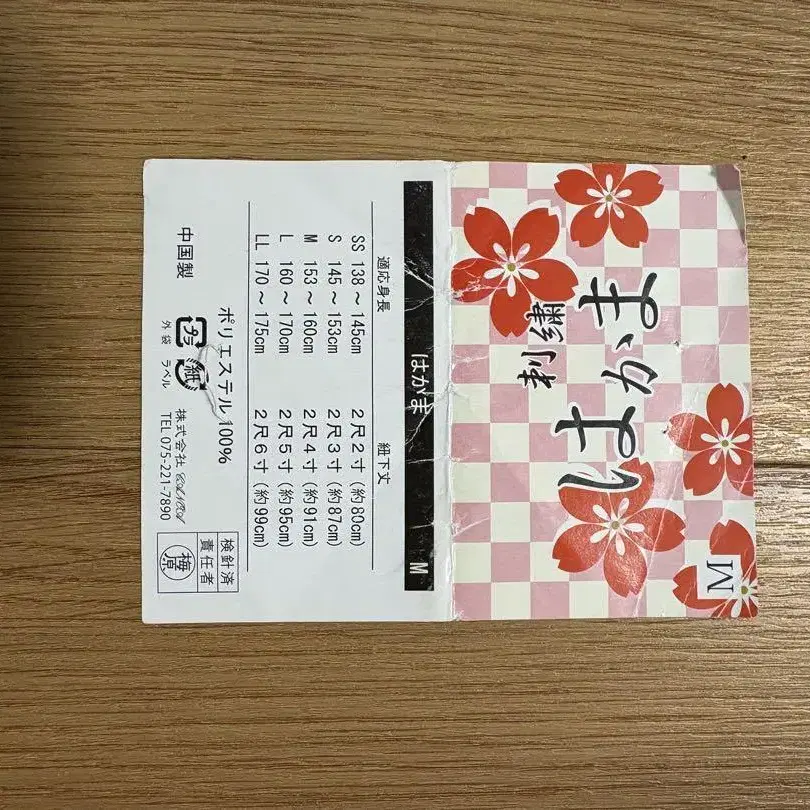 刺繍
はかま
M
はかま M
適応身長 紐下丈
SS 138～145cm 2尺2寸(約80cm)
S 145～153cm 2尺3寸(約87cm)
M 153～160cm 2尺4寸(約91cm)
L 160～170cm 2尺5寸(約95cm)
LL 170～175cm 2尺6寸(約99cm)
ポリエステル100%
中国製
プラ 紙
外袋 ラベル
株式会社
TEL 075-221-7890
検針済
責任者
梅原